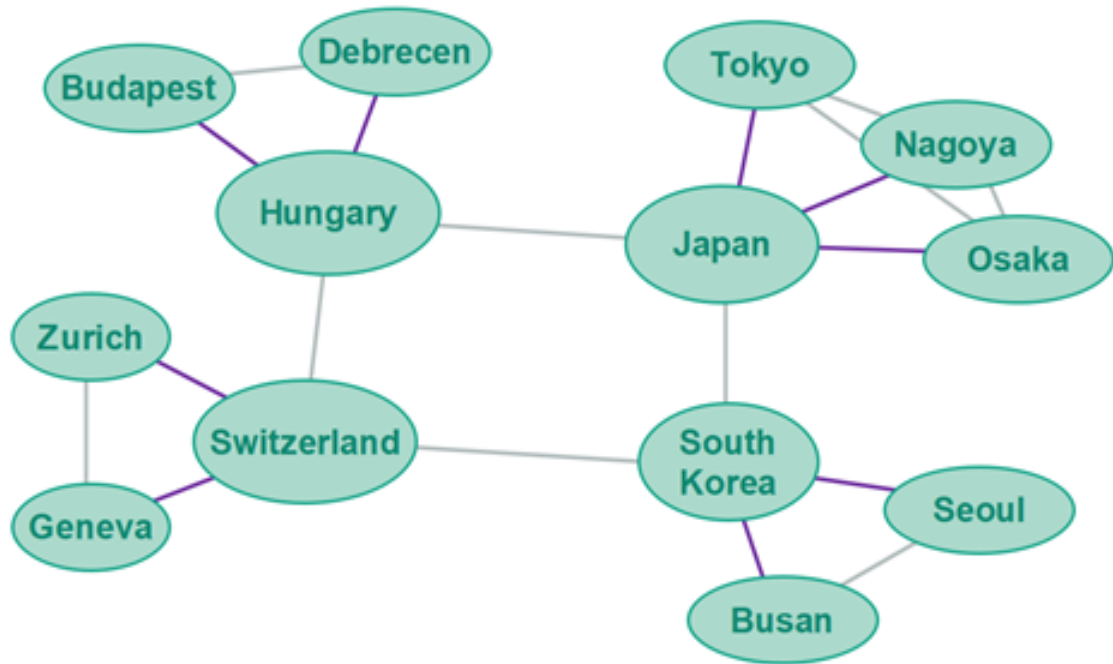 Debrecen
Budapest
Tokyo
Nagoya
Hungary
Japan
Osaka
Zurich
Switzerland
South
Korea
Geneva
Seoul
Busan